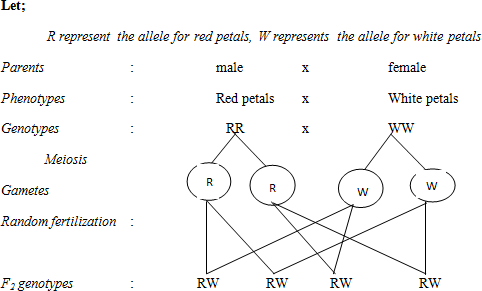 Let;
R represent the allele for red petals, W represents the allele for white petals
Parents : male x female
Phenotypes : Red petals x White petals
Genotypes : RR x WW
Meiosis
R R W W
Gametes
Random fertilization :
F2 genotypes : RW RW RW RW